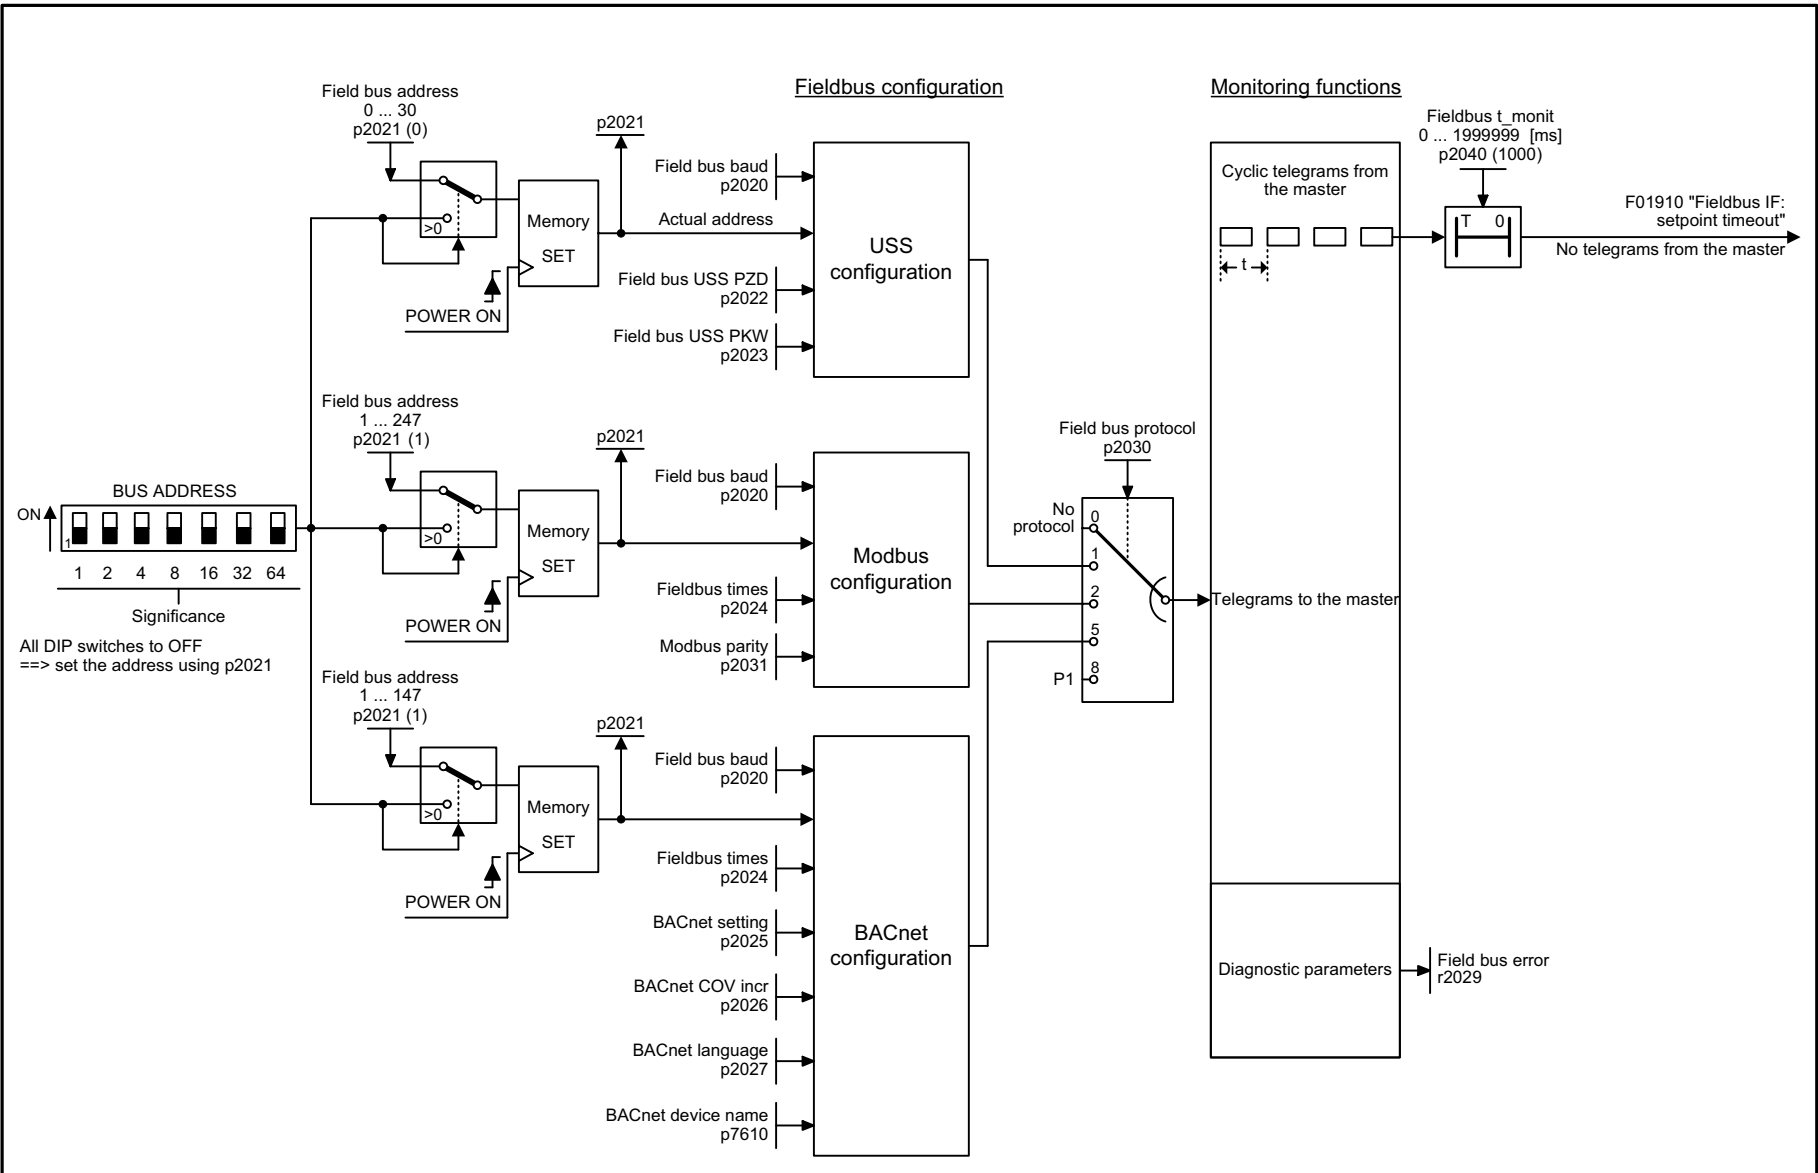 Fieldbus configuration
Monitoring functions
Field bus address
0 ... 30
p2021 (0)
>0
Memory
SET
POWER ON
p2021
Field bus baud
p2020
Actual address
Field bus USS PZD
p2022
Field bus USS PKW
p2023
USS
configuration
Field bus address
1 ... 247
p2021 (1)
>0
Memory
SET
POWER ON
p2021
Field bus baud
p2020
Fieldbus times
p2024
Modbus parity
p2031
Modbus
configuration
BUS ADDRESS
ON
1
1 2 4 8 16 32 64
Significance
All DIP switches to OFF
==> set the address using p2021
Field bus address
1 ... 147
p2021 (1)
>0
Memory
SET
POWER ON
p2021
Field bus baud
p2020
Fieldbus times
p2024
BACnet setting
p2025
BACnet COV incr
p2026
BACnet language
p2027
BACnet device name
p7610
BACnet
configuration
Field bus protocol
p2030
No
protocol
0
1
2
5
8
P1
Cyclic telegrams from
the master
t
Telegrams to the master
Diagnostic parameters
Fieldbus t_monit
0 ... 1999999 [ms]
p2040 (1000)
T 0
F01910 "Fieldbus IF:
setpoint timeout"
No telegrams from the master
Field bus error
r2029